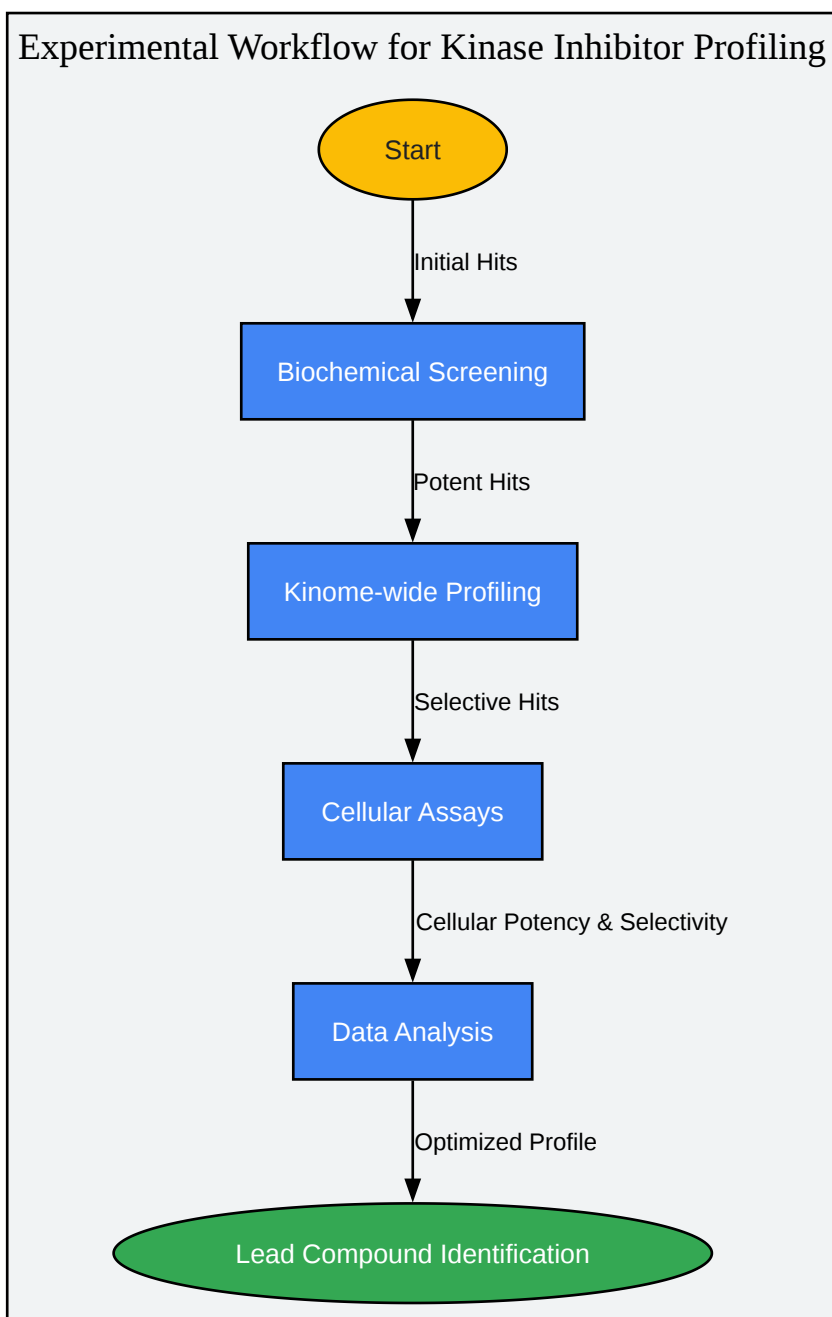 Experimental Workflow for Kinase Inhibitor Profiling
Start
Initial Hits
Biochemical Screening
Potent Hits
Kinome-wide Profiling
Selective Hits
Cellular Assays
Cellular Potency & Selectivity
Data Analysis
Optimized Profile
Lead Compound Identification